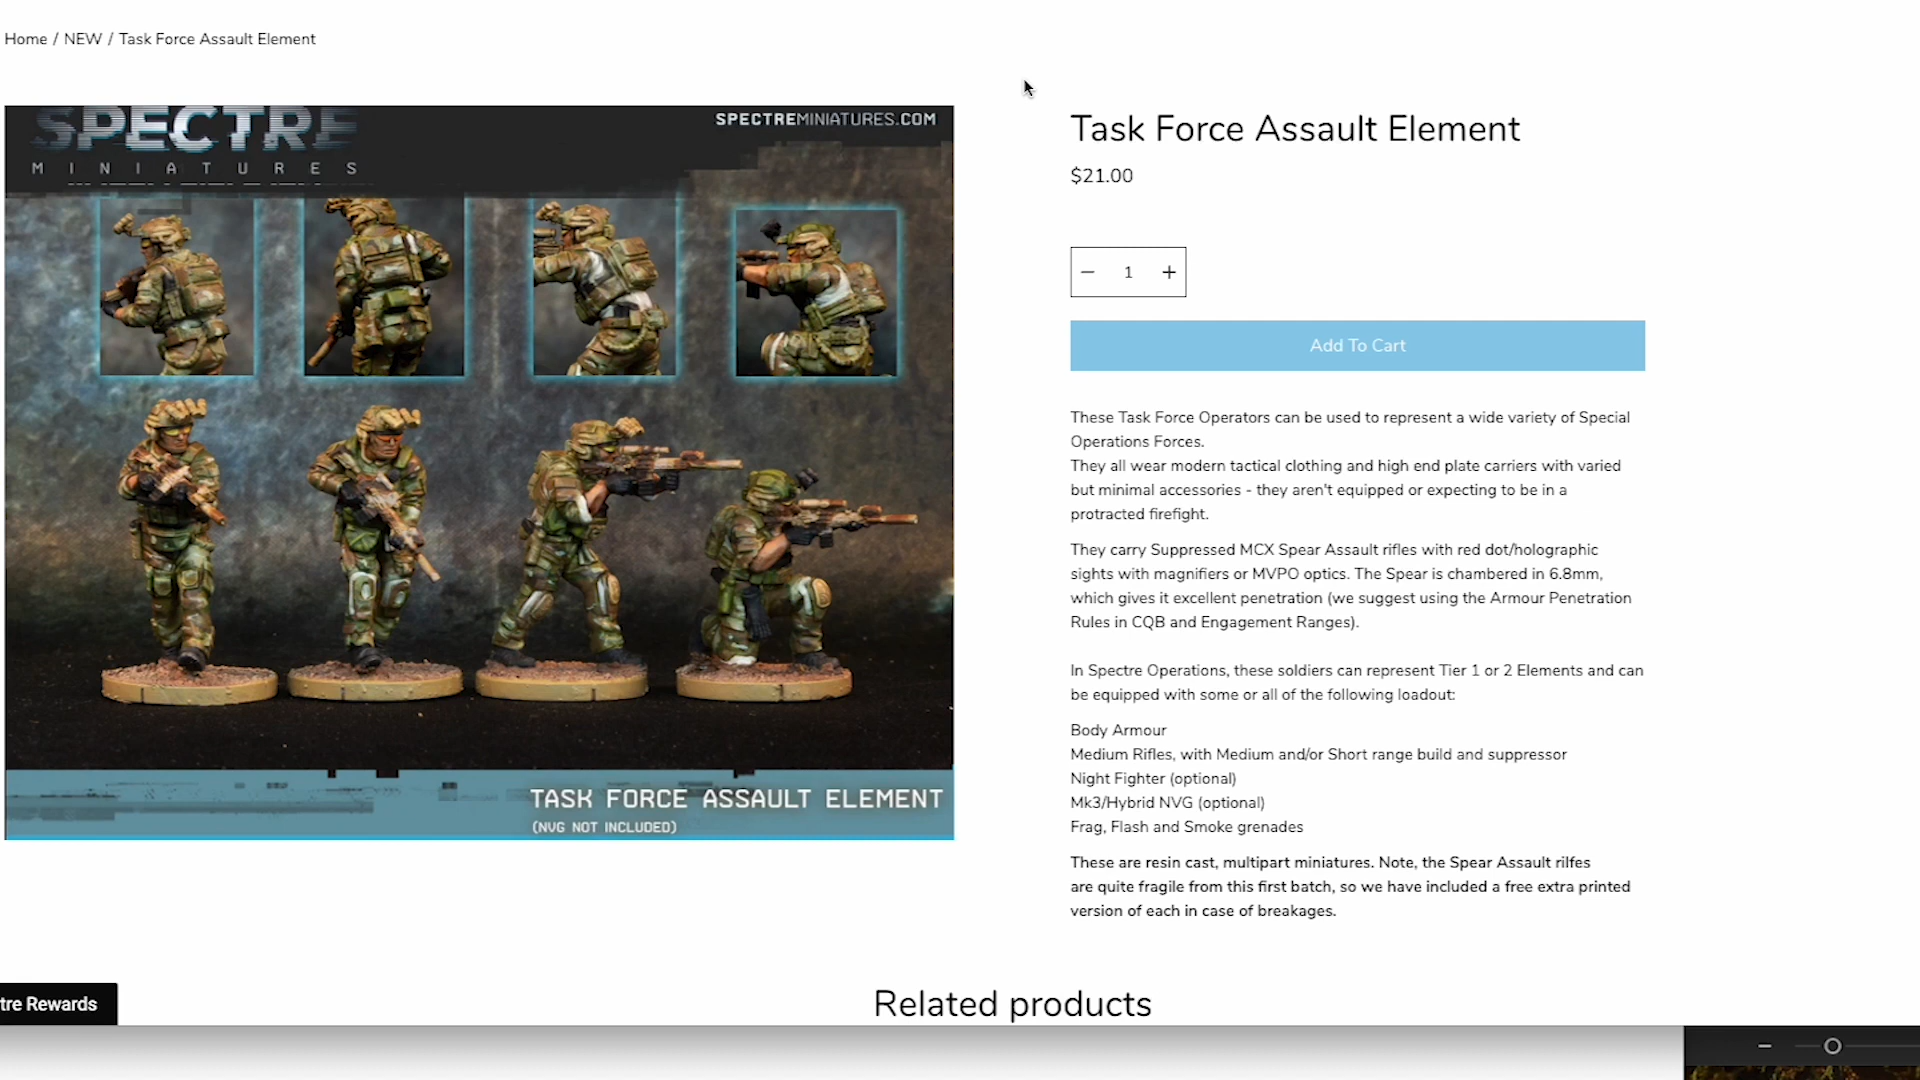 Home / NEW / Task Force Assault Element
SPECTRE
MINIATURES
SPECTREMINIATURES.COM
TASK FORCE ASSAULT ELEMENT
(NVG NOT INCLUDED)
Task Force Assault Element
$21.00
− 1 +
Add To Cart
These Task Force Operators can be used to represent a wide variety of Special
Operations Forces.
They all wear modern tactical clothing and high end plate carriers with varied
but minimal accessories - they aren't equipped or expecting to be in a
protracted firefight.
They carry Suppressed MCX Spear Assault rifles with red dot/holographic
sights with magnifiers or MVPO optics. The Spear is chambered in 6.8mm,
which gives it excellent penetration (we suggest using the Armour Penetration
Rules in CQB and Engagement Ranges).
In Spectre Operations, these soldiers can represent Tier 1 or 2 Elements and can
be equipped with some or all of the following loadout:
Body Armour
Medium Rifles, with Medium and/or Short range build and suppressor
Night Fighter (optional)
Mk3/Hybrid NVG (optional)
Frag, Flash and Smoke grenades
These are resin cast, multipart miniatures. Note, the Spear Assault rilfes
are quite fragile from this first batch, so we have included a free extra printed
version of each in case of breakages.
tre Rewards
Related products